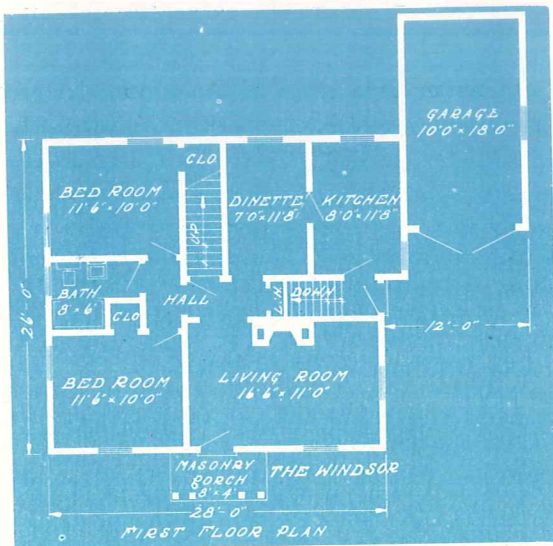 GARAGE
10'0" × 18'0"
CLO
BED ROOM
11'6" × 10'0"
DINETTE
7'0" × 11'8"
KITCHEN
8'0" × 11'8"
UP
26'-0"
BATH
8' × 6'
HALL
CLO
DOWN
12'-0"
BED ROOM
11'6" × 10'0"
LIVING ROOM
16'6" × 11'0"
MASONRY
PORCH
8' × 4'
THE WINDSOR
28'-0"
FIRST FLOOR PLAN